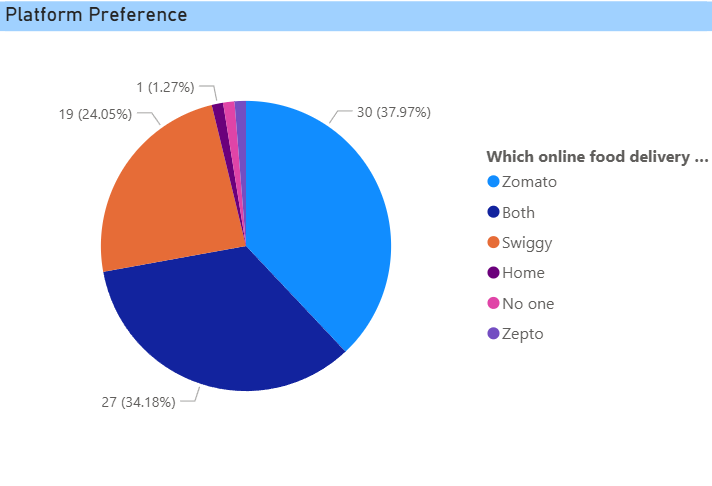 Platform Preference
1 (1.27%)
19 (24.05%)
30 (37.97%)
27 (34.18%)
Which online food delivery ...
Zomato
Both
Swiggy
Home
No one
Zepto